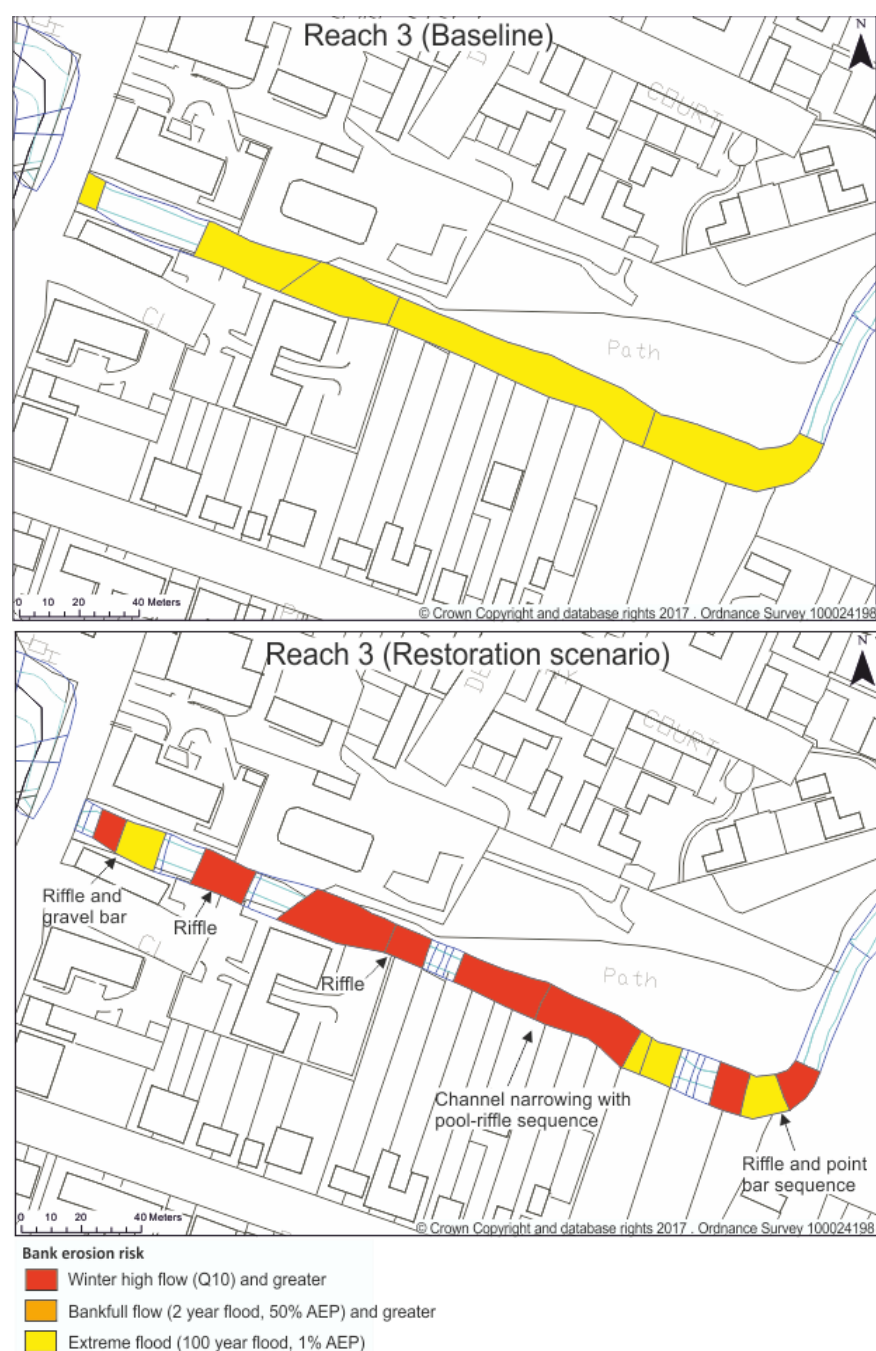 Reach 3 (Baseline)
N
COURT
CL
Path
0 10 20 40 Meters
© Crown Copyright and database rights 2017 . Ordnance Survey 100024198
Reach 3 (Restoration scenario)
N
COURT
Riffle and
gravel bar
Riffle
CL
Riffle
Path
Channel narrowing with
pool-riffle sequence
Riffle and point
bar sequence
0 10 20 40 Meters
© Crown Copyright and database rights 2017 . Ordnance Survey 100024198
Bank erosion risk
Winter high flow (Q10) and greater
Bankfull flow (2 year flood, 50% AEP) and greater
Extreme flood (100 year flood, 1% AEP)